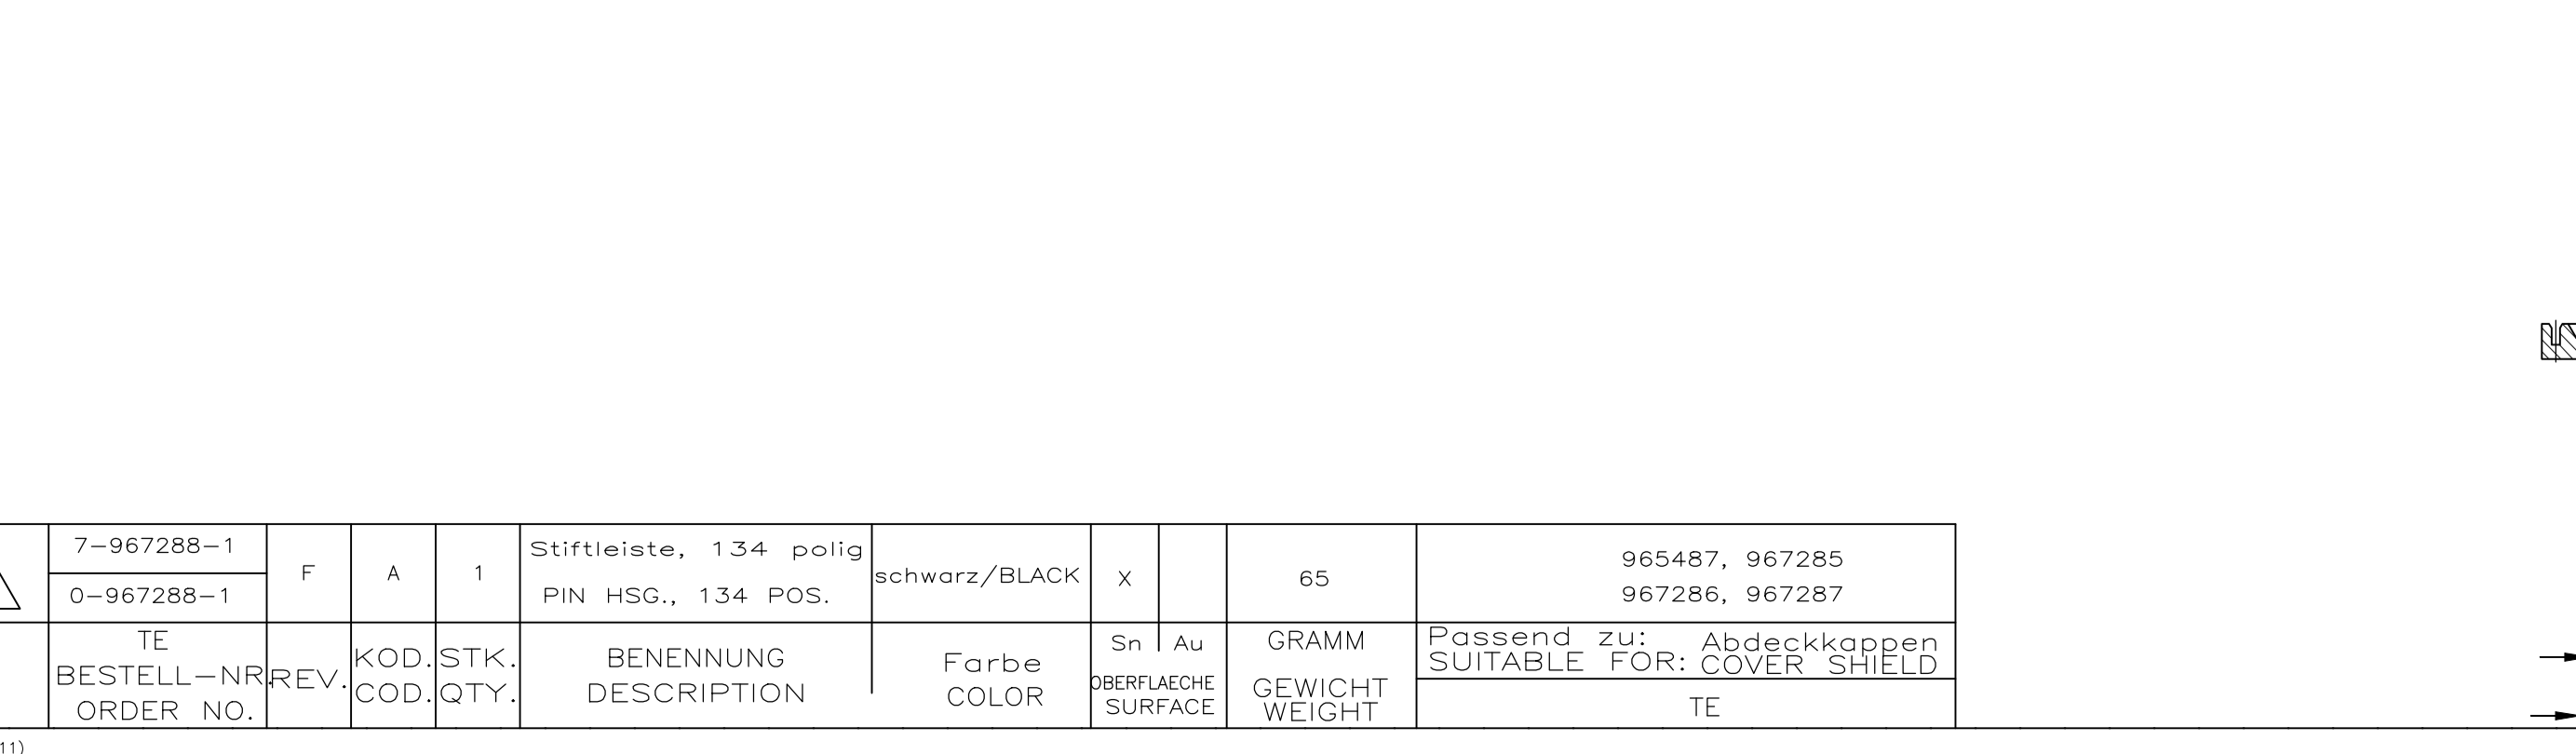 7-967288-1
0-967288-1
F
A
1
Stiftleiste, 134 polig
PIN HSG., 134 POS.
schwarz/BLACK
X
65
965487, 967285
967286, 967287
TE
BESTELL-NR.
ORDER NO.
REV.
KOD.
COD.
STK.
QTY.
BENENNUNG
DESCRIPTION
Farbe
COLOR
Sn
Au
OBERFLAECHE
SURFACE
GRAMM
GEWICHT
WEIGHT
Passend zu: Abdeckkappen
SUITABLE FOR: COVER SHIELD
TE
11)